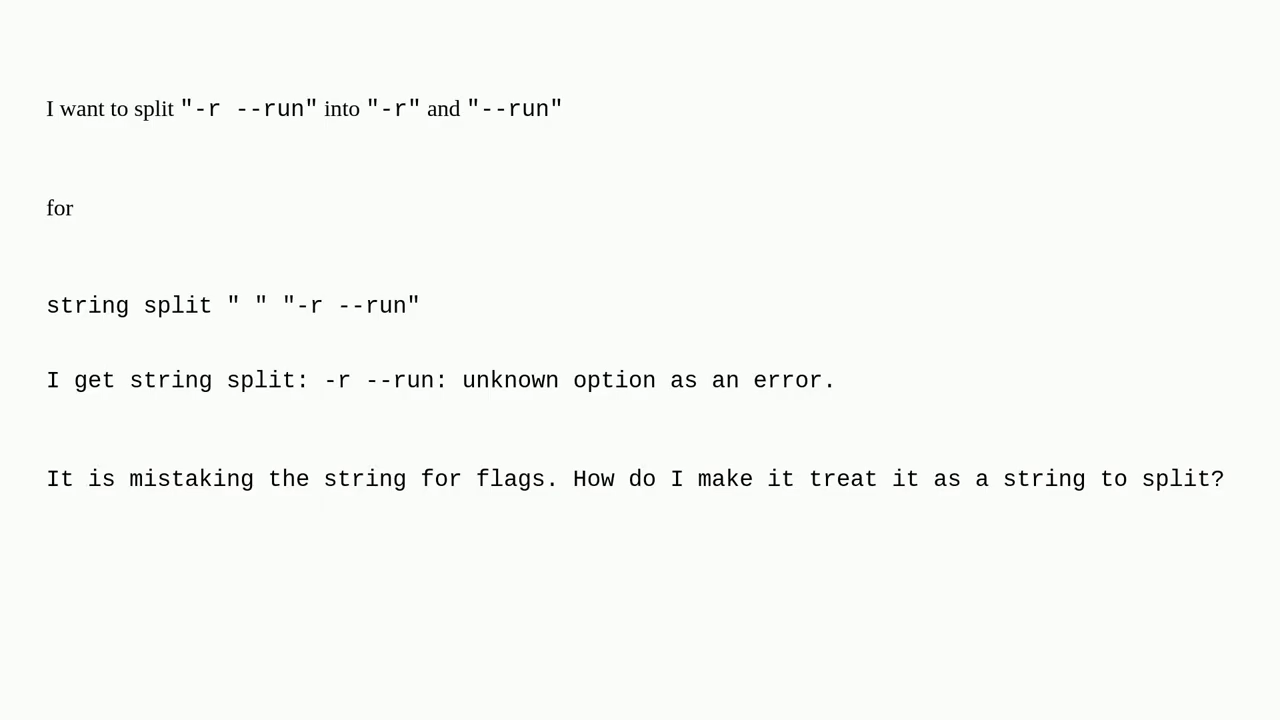 I want to split "-r --run" into "-r" and "--run"
for
string split " " "-r --run"
I get string split: -r --run: unknown option as an error.
It is mistaking the string for flags. How do I make it treat it as a string to split?